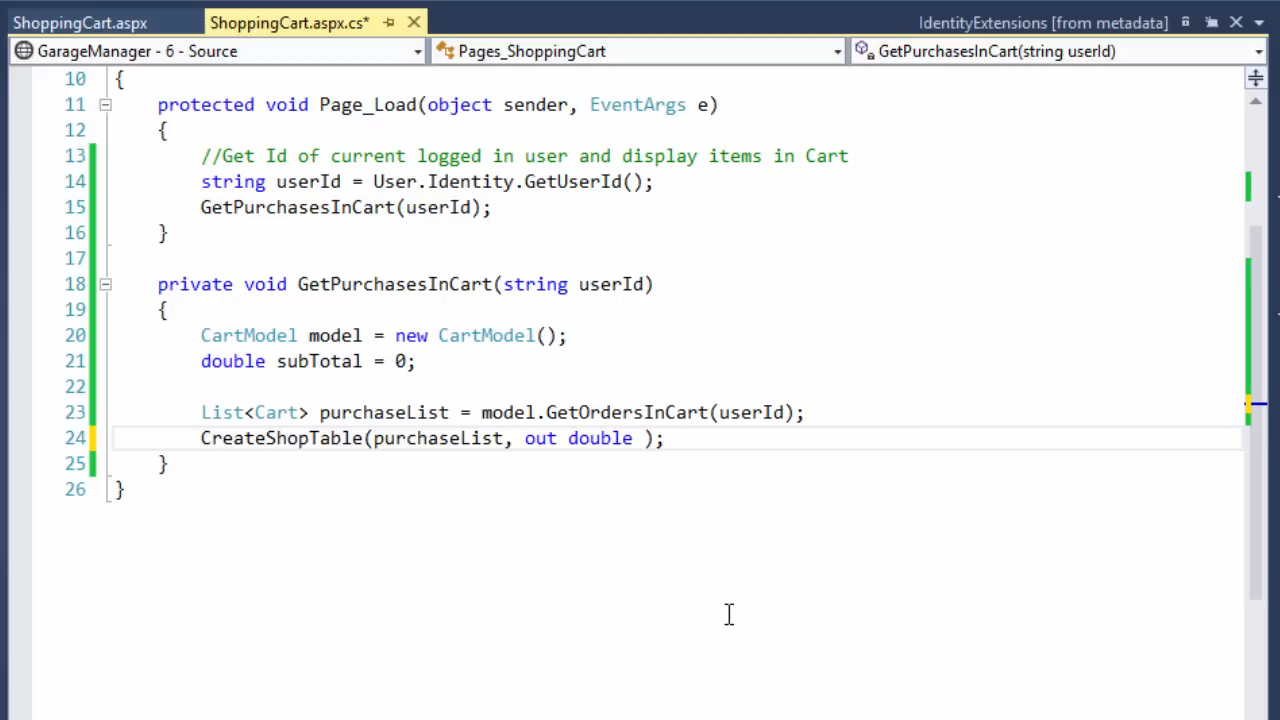 ShoppingCart.aspx ShoppingCart.aspx.cs* IdentityExtensions [from metadata]
GarageManager - 6 - Source Pages_ShoppingCart GetPurchasesInCart(string userId)
10 {
11 protected void Page_Load(object sender, EventArgs e)
12 {
13 //Get Id of current logged in user and display items in Cart
14 string userId = User.Identity.GetUserId();
15 GetPurchasesInCart(userId);
16 }
17
18 private void GetPurchasesInCart(string userId)
19 {
20 CartModel model = new CartModel();
21 double subTotal = 0;
22
23 List<Cart> purchaseList = model.GetOrdersInCart(userId);
24 CreateShopTable(purchaseList, out double );
25 }
26 }